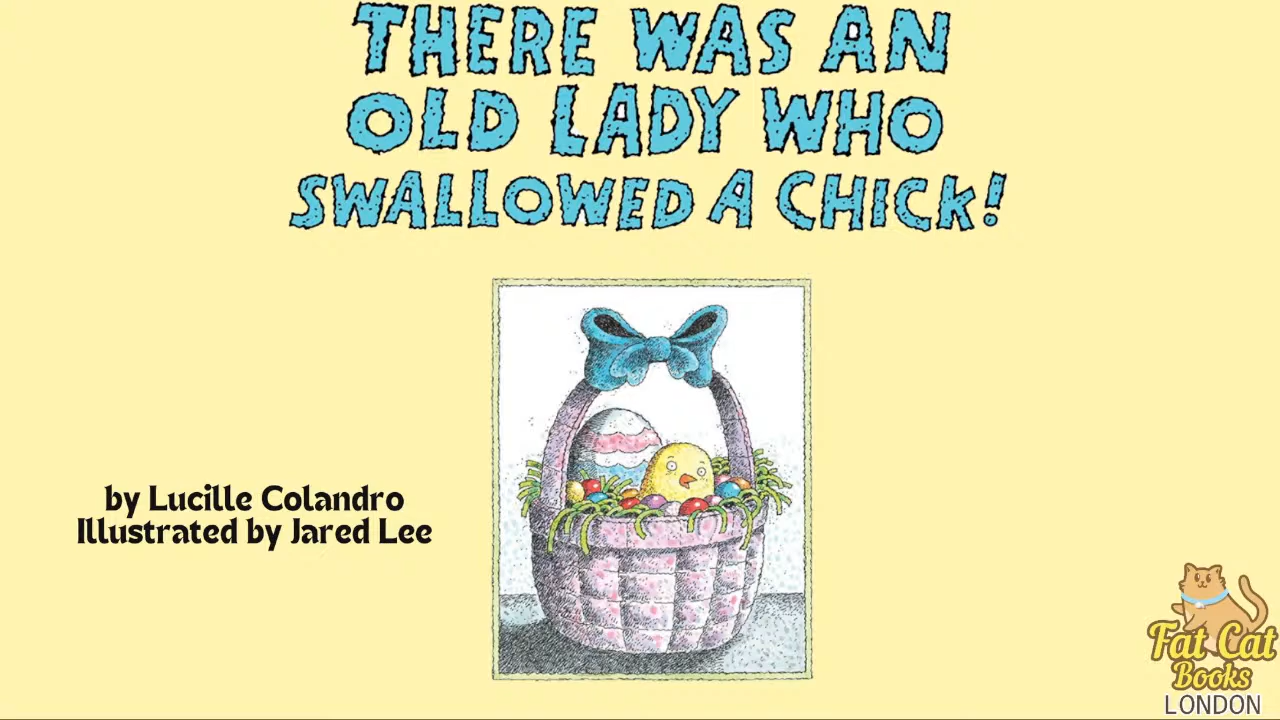 THERE WAS AN
OLD LADY WHO
SWALLOWED A CHICK!
by Lucille Colandro
Illustrated by Jared Lee
Fat Cat
Books
LONDON